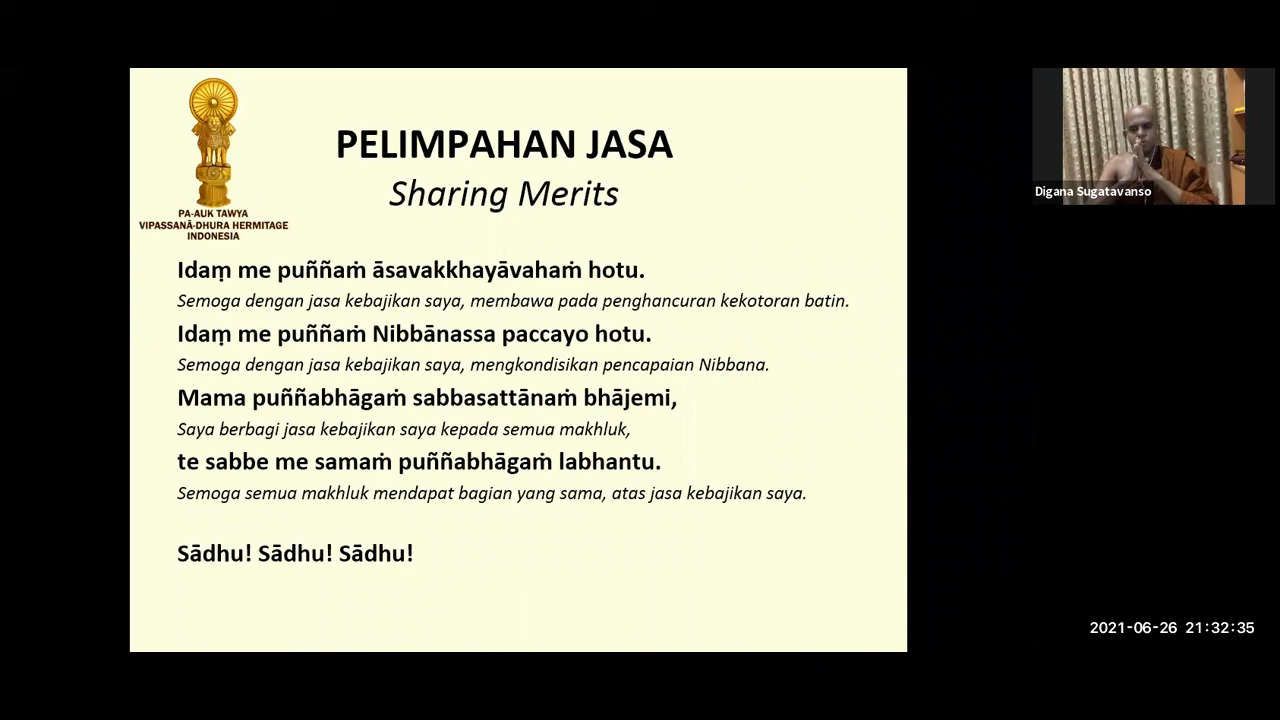 PELIMPAHAN JASA
Sharing Merits
PA-AUK TAWYA
VIPASSANĀ-DHURA HERMITAGE
INDONESIA
Idaṃ me puññaṁ āsavakkhayāvahaṁ hotu.
Semoga dengan jasa kebajikan saya, membawa pada penghancuran kekotoran batin.
Idaṃ me puññaṁ Nibbānassa paccayo hotu.
Semoga dengan jasa kebajikan saya, mengkondisikan pencapaian Nibbana.
Mama puññabhāgaṁ sabbasattānaṁ bhājemi,
Saya berbagi jasa kebajikan saya kepada semua makhluk,
te sabbe me samaṁ puññabhāgaṁ labhantu.
Semoga semua makhluk mendapat bagian yang sama, atas jasa kebajikan saya.
Sādhu! Sādhu! Sādhu!
Digana Sugatavanso
2021-06-26 21:32:35